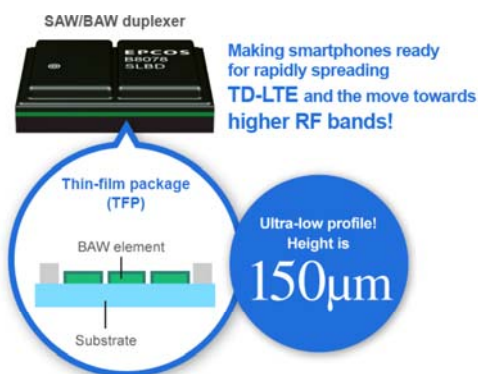 SAW/BAW duplexer
EPCOS
B8078
SLBD
Making smartphones ready
for rapidly spreading
TD-LTE and the move towards
higher RF bands!
Thin-film package
(TFP)
BAW element
Substrate
Ultra-low profile!
Height is
150μm